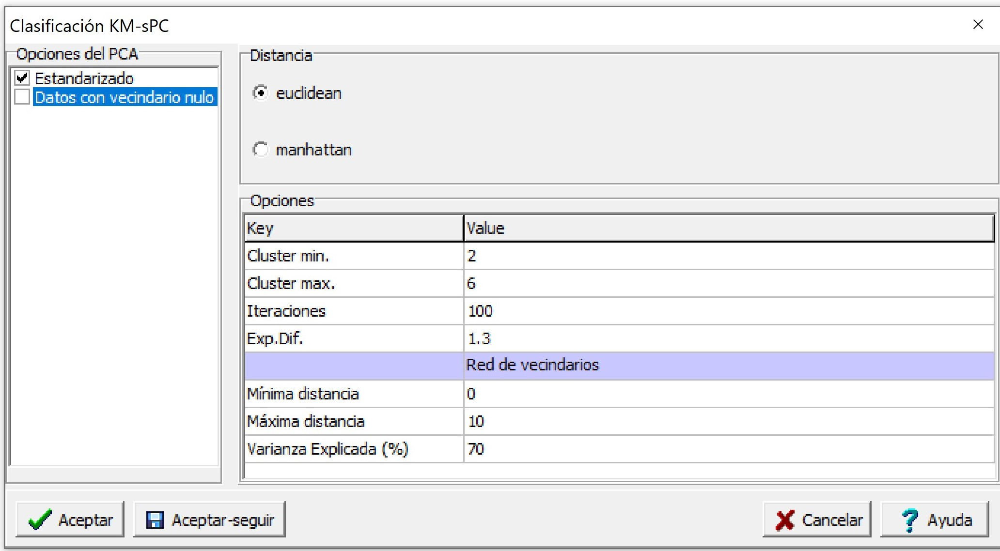 Clasificación KM-sPC
Opciones del PCA
Estandarizado
Datos con vecindario nulo
Distancia
euclidean
manhattan
Opciones
Key Value
Cluster min. 2
Cluster max. 6
Iteraciones 100
Exp.Dif. 1.3
Red de vecindarios
Mínima distancia 0
Máxima distancia 10
Varianza Explicada (%) 70
Aceptar Aceptar-seguir Cancelar Ayuda